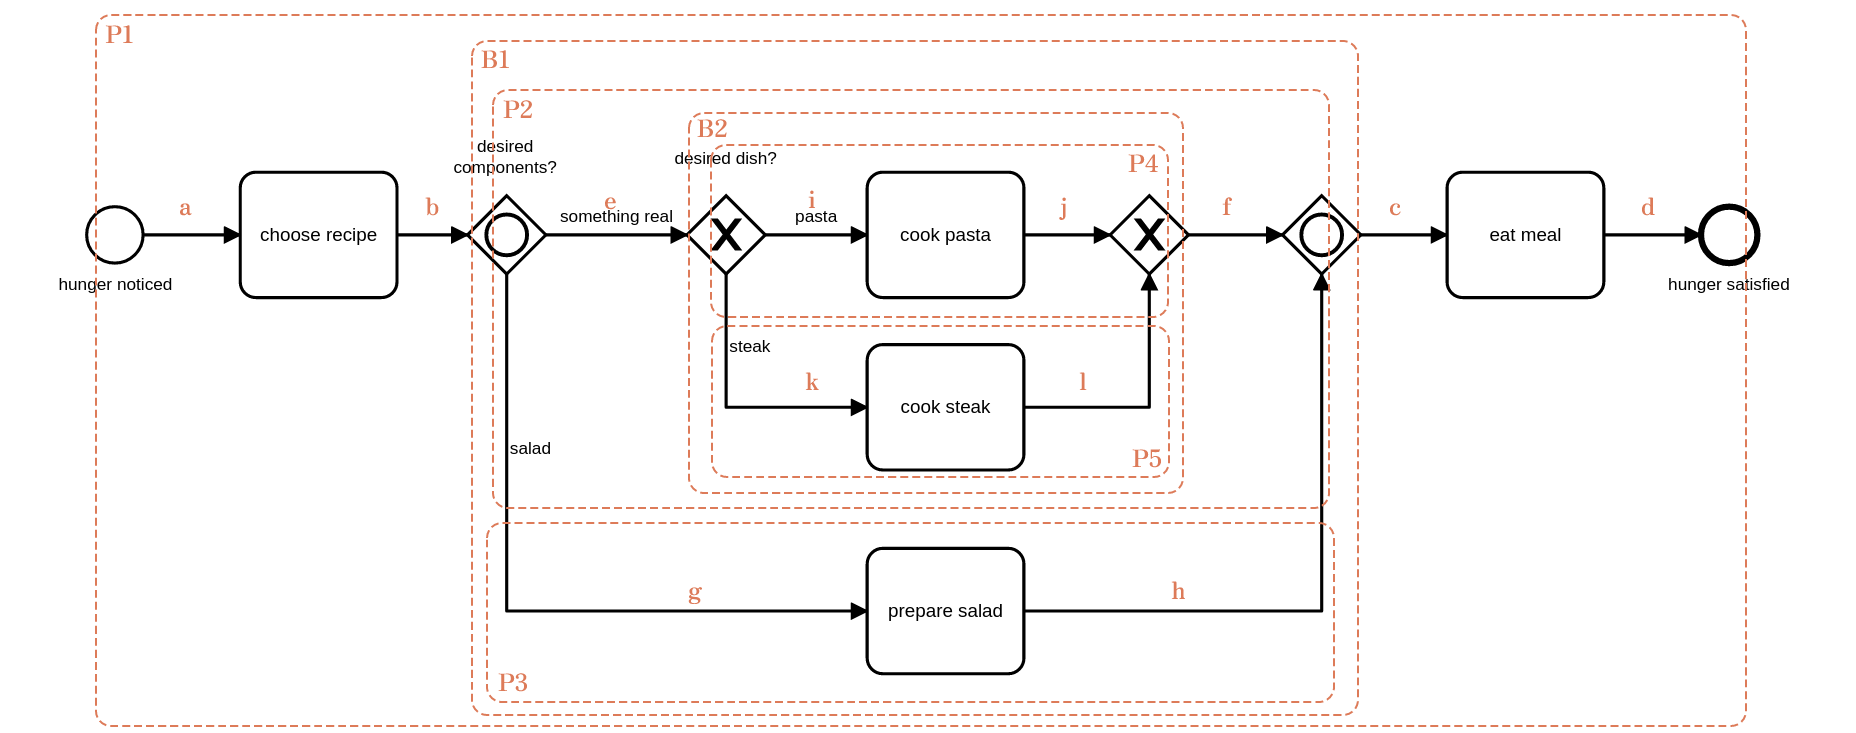 P1
B1
P2
B2
desired
components?
desired dish?
P4
a
b
e
something real
i
pasta
j
f
c
d
choose recipe
X
cook pasta
X
eat meal
hunger noticed
hunger satisfied
steak
k
cook steak
l
salad
P5
g
prepare salad
h
P3